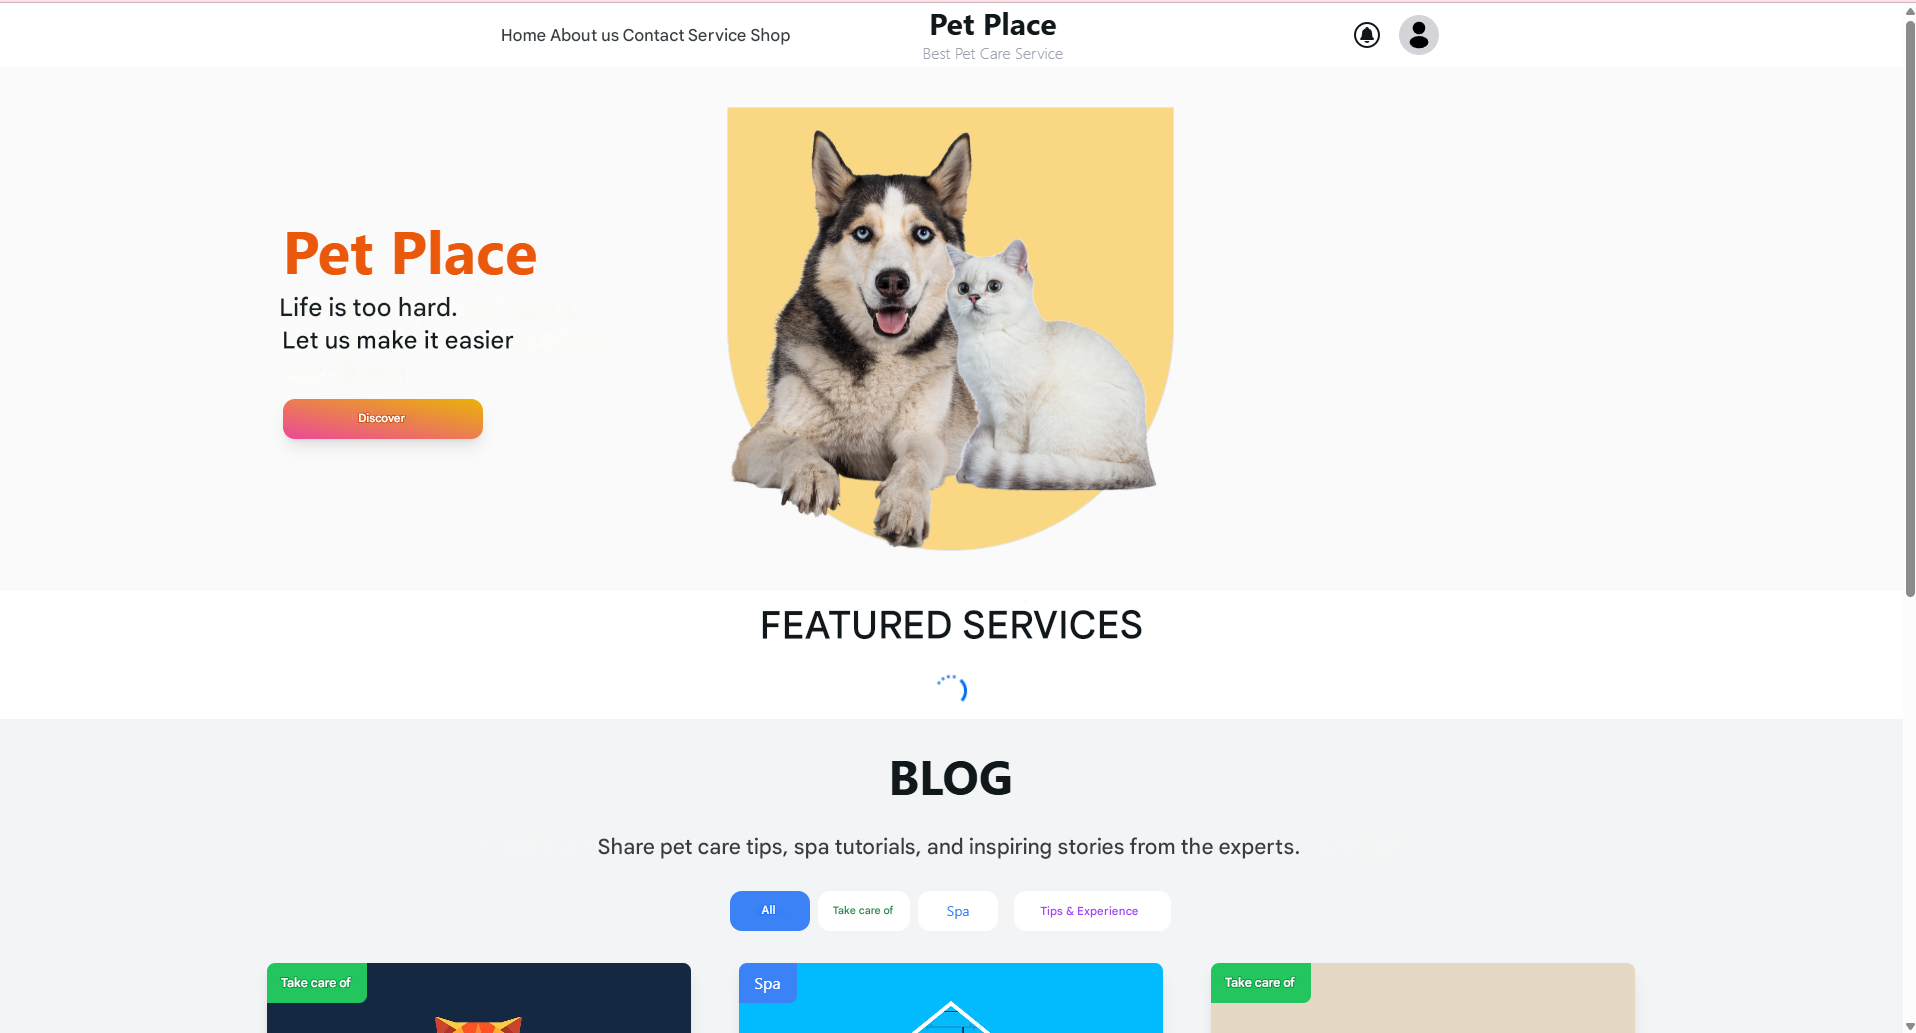 Home About us Contact Service Shop
Pet Place
Best Pet Care Service
Pet Place
Life is too hard.
Let us make it easier
Discover
FEATURED SERVICES
BLOG
Share pet care tips, spa tutorials, and inspiring stories from the experts.
All
Take care of
Spa
Tips & Experience
Take care of
Spa
Take care of